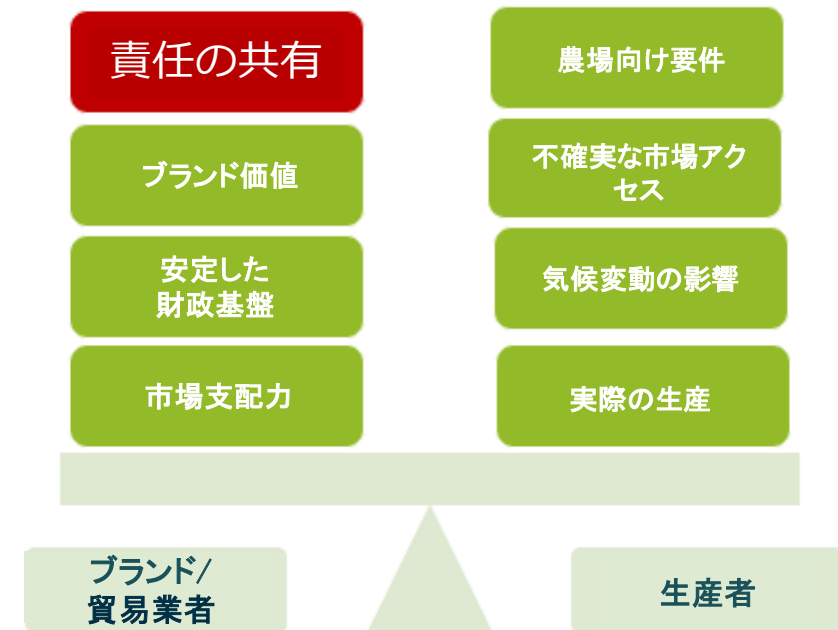 責任の共有
ブランド価値
安定した
財政基盤
市場支配力
農場向け要件
不確実な市場アク
セス
気候変動の影響
実際の生産
ブランド/
貿易業者
生産者